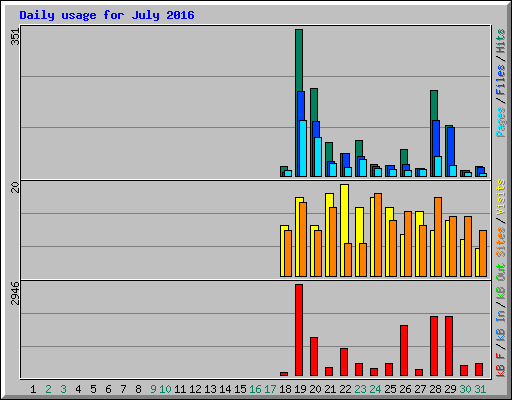 Daily usage for July 2016
351
Pages / Files / Hits
20
Sites / Visits
2946
kB F / kB In / kB Out
1 2 3 4 5 6 7 8 9 10 11 12 13 14 15 16 17 18 19 20 21 22 23 24 25 26 27 28 29 30 31